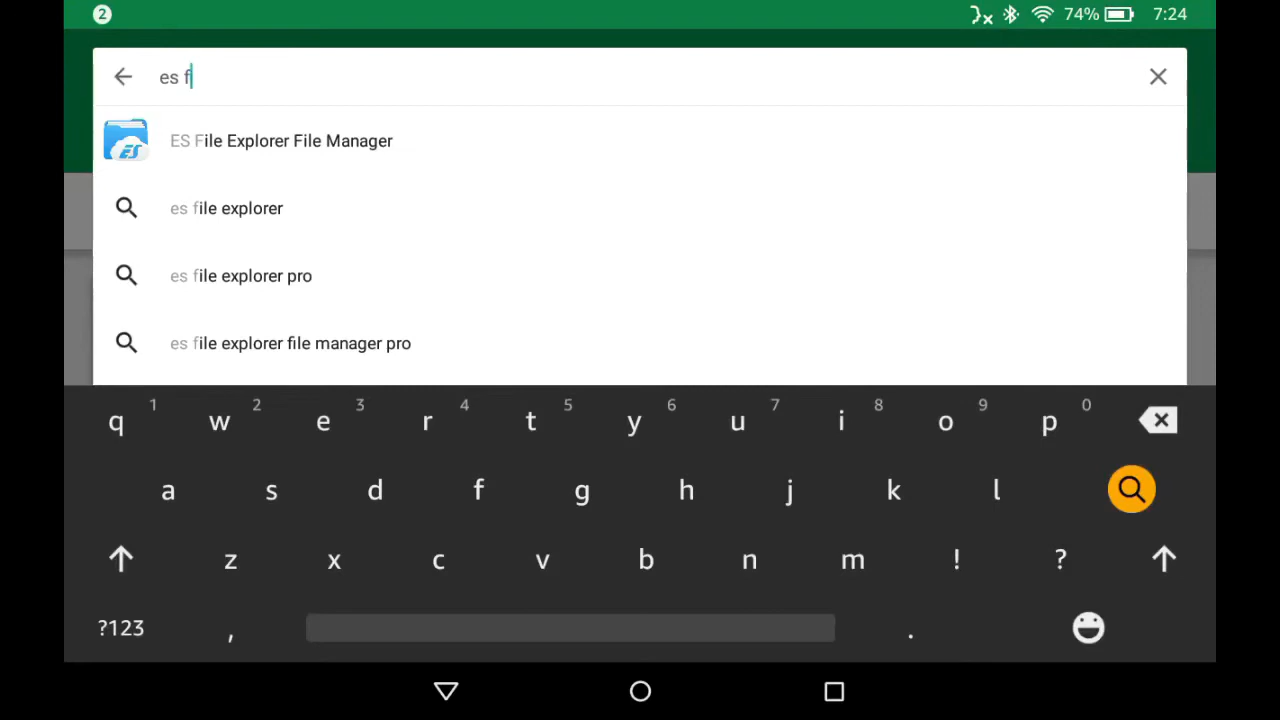 2 74% 7:24
es f
ES File Explorer File Manager
es file explorer
es file explorer pro
es file explorer file manager pro
1 2 3 4 5 6 7 8 9 0
q w e r t y u i o p
a s d f g h j k l
z x c v b n m ! ?
?123 , .